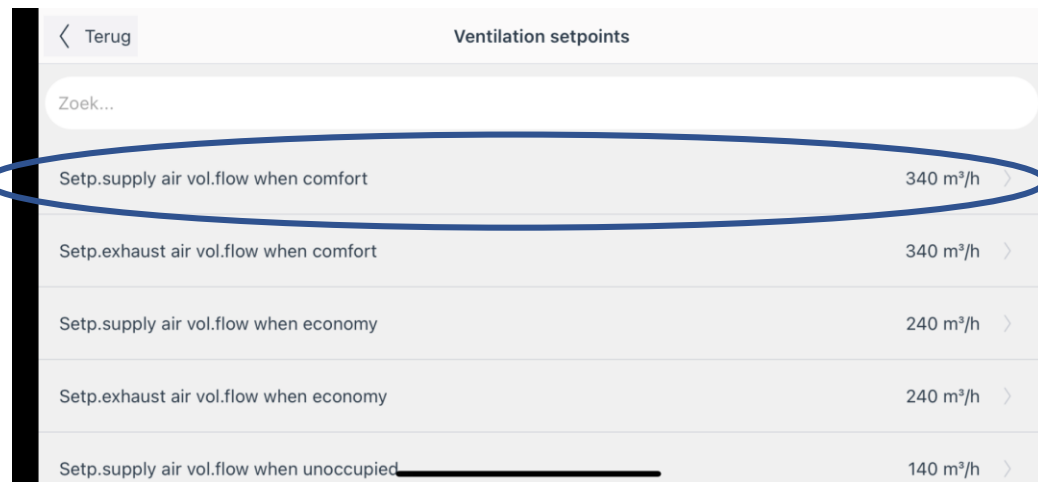 Terug
Ventilation setpoints
Zoek...
Setp.supply air vol.flow when comfort 340 m³/h
Setp.exhaust air vol.flow when comfort 340 m³/h
Setp.supply air vol.flow when economy 240 m³/h
Setp.exhaust air vol.flow when economy 240 m³/h
Setp.supply air vol.flow when unoccupied 140 m³/h